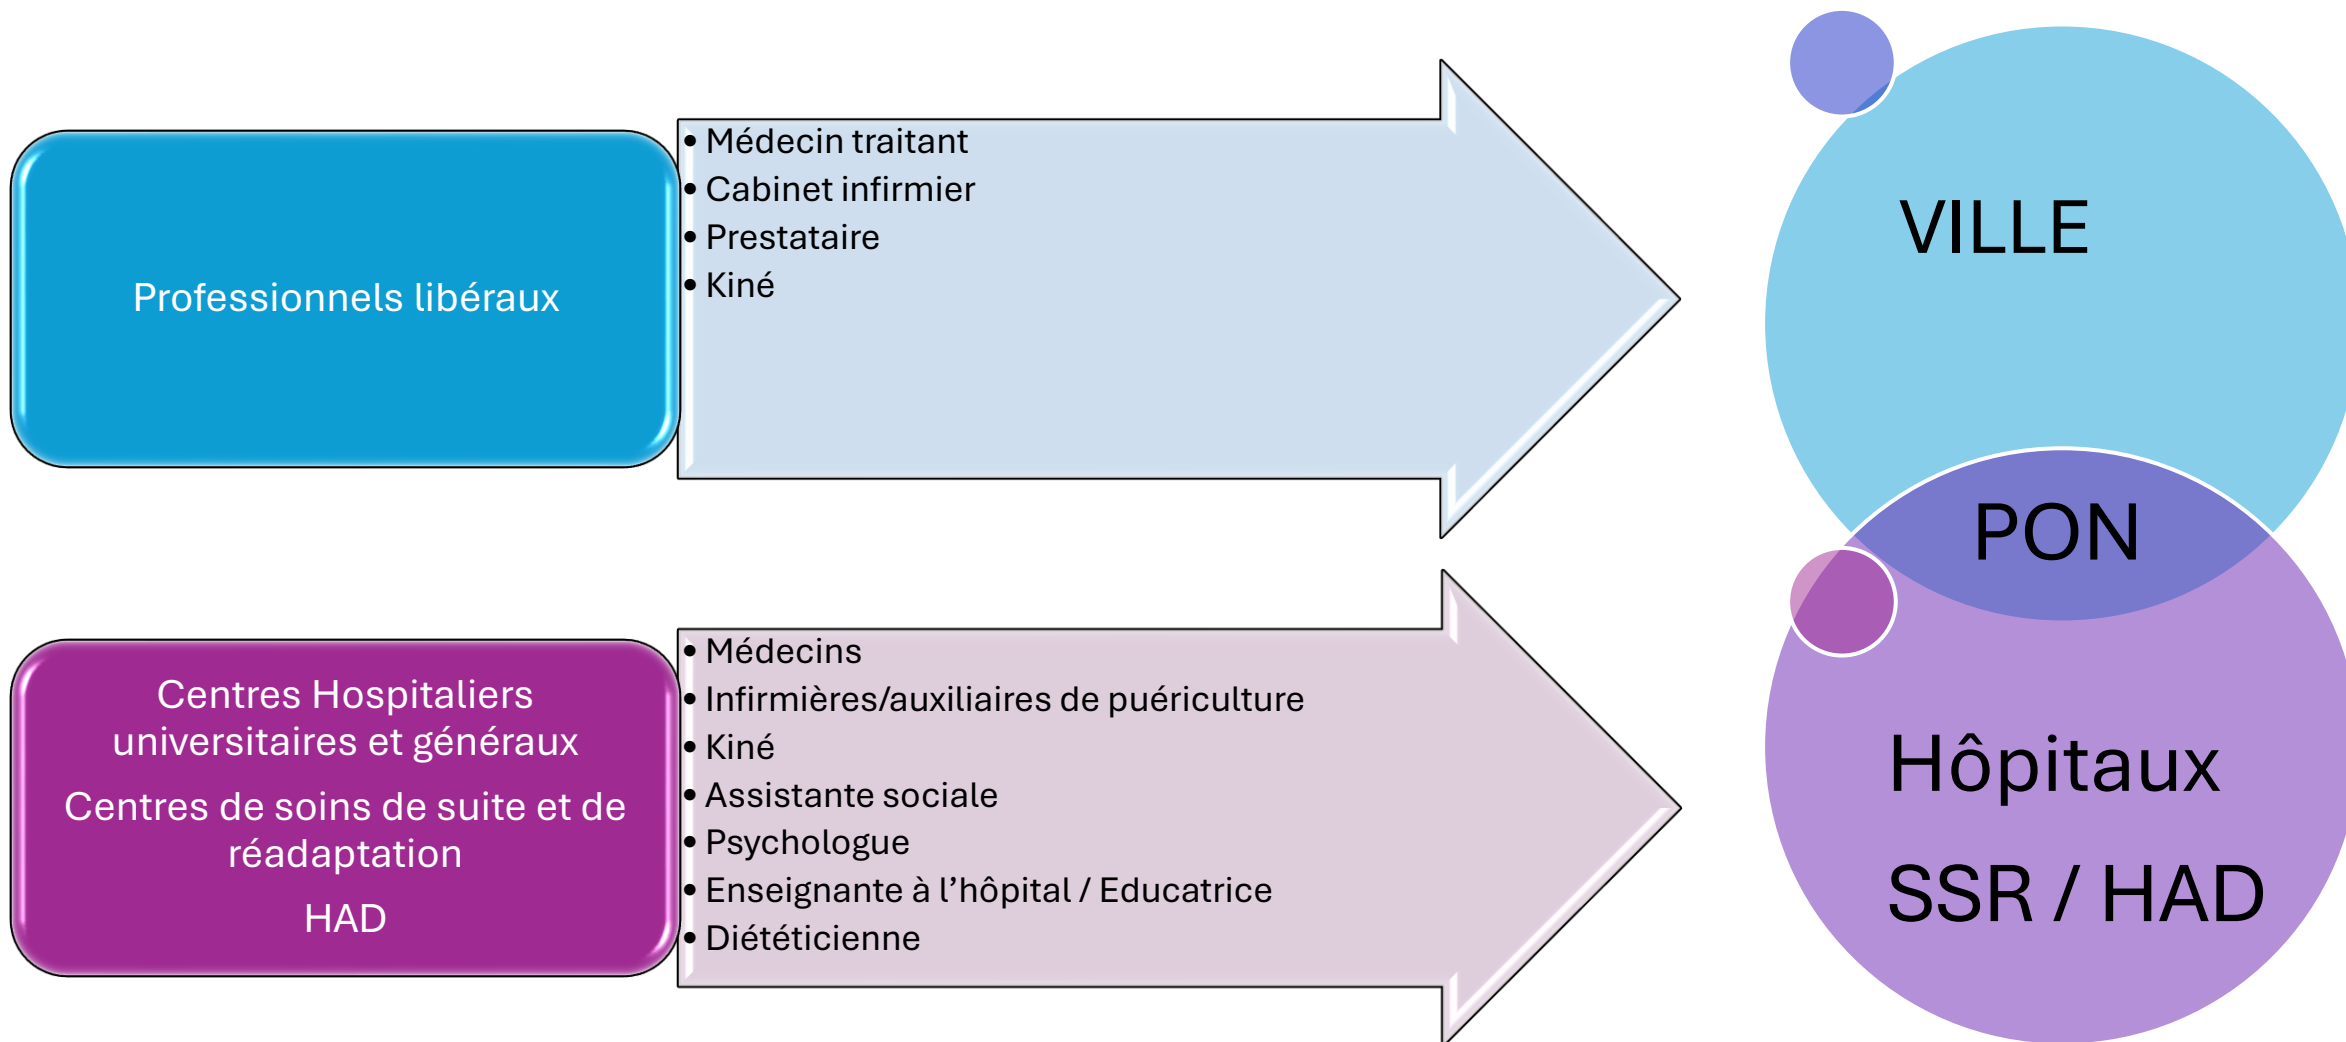 Professionnels libéraux
• Médecin traitant
• Cabinet infirmier
• Prestataire
• Kiné
VILLE
PON
Centres Hospitaliers
universitaires et généraux
Centres de soins de suite et de
réadaptation
HAD
• Médecins
• Infirmières/auxiliaires de puériculture
• Kiné
• Assistante sociale
• Psychologue
• Enseignante à l’hôpital / Educatrice
• Diététicienne
Hôpitaux
SSR / HAD